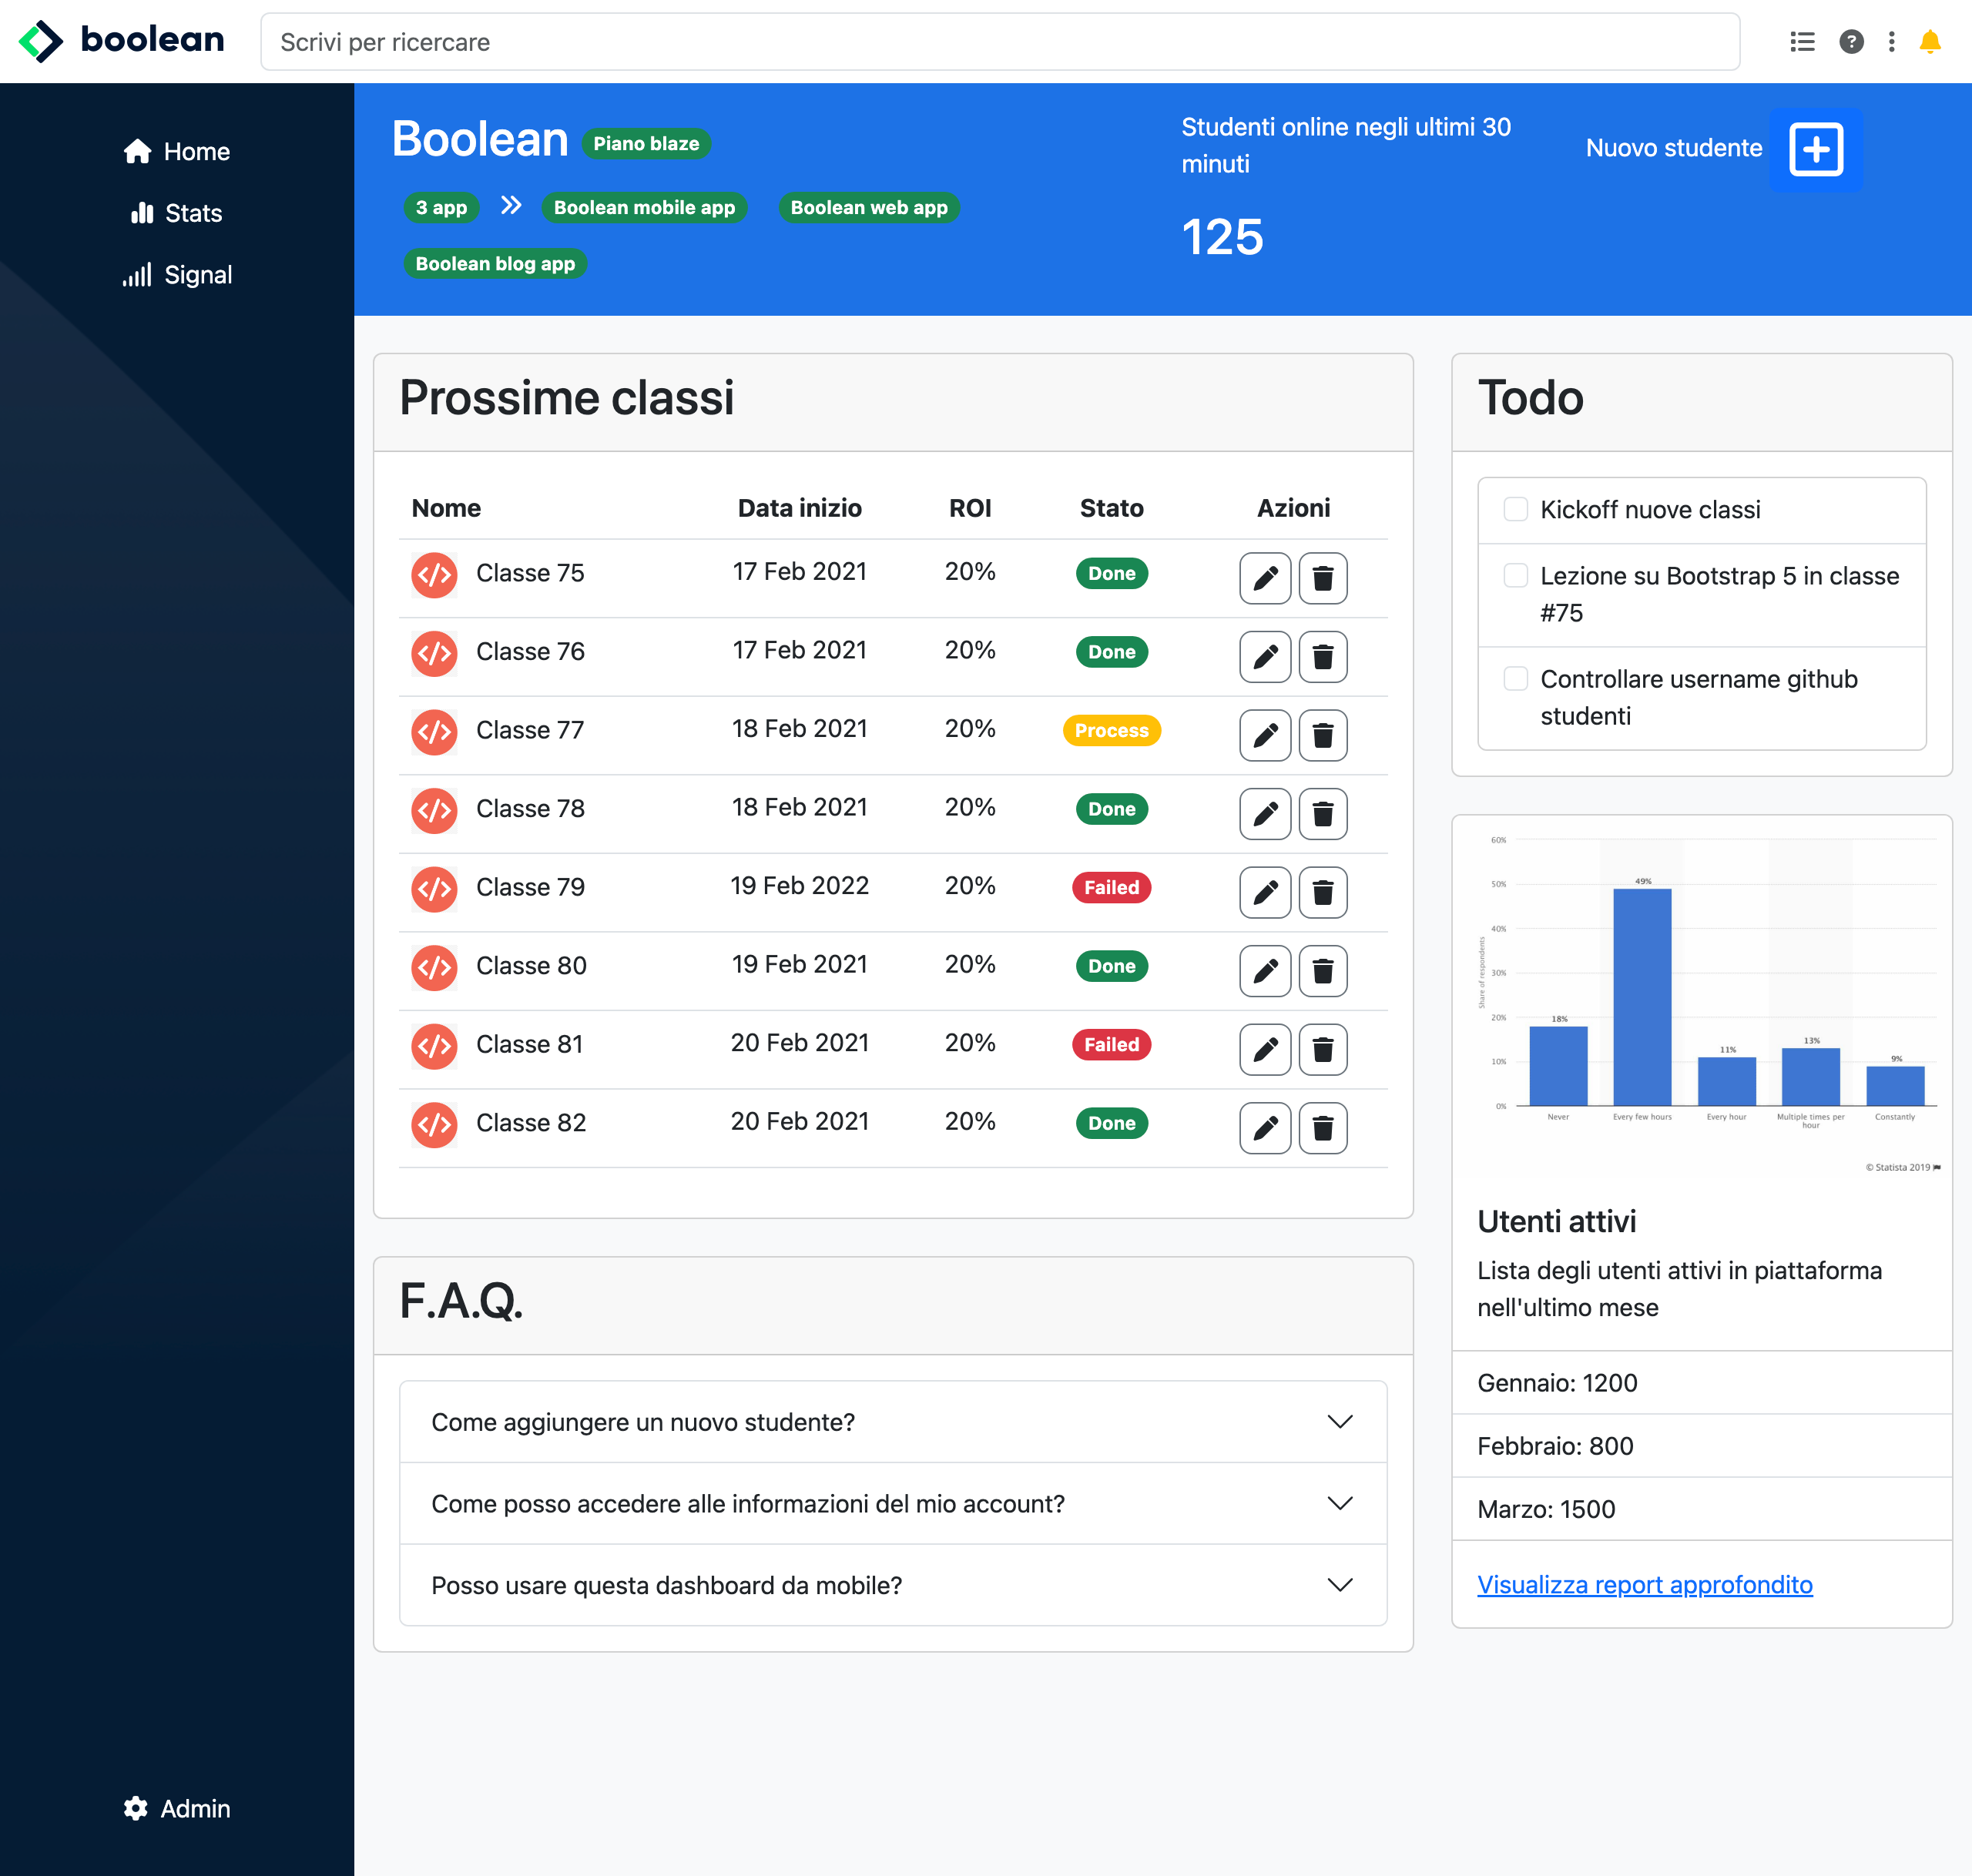 boolean
Scrivi per ricercare
Home
Stats
Signal
Admin
Boolean Piano blaze
3 app Boolean mobile app Boolean web app
Boolean blog app
Studenti online negli ultimi 30
minuti
125
Nuovo studente
Prossime classi
Nome Data inizio ROI Stato Azioni
Classe 75 17 Feb 2021 20% Done
Classe 76 17 Feb 2021 20% Done
Classe 77 18 Feb 2021 20% Process
Classe 78 18 Feb 2021 20% Done
Classe 79 19 Feb 2022 20% Failed
Classe 80 19 Feb 2021 20% Done
Classe 81 20 Feb 2021 20% Failed
Classe 82 20 Feb 2021 20% Done
F.A.Q.
Come aggiungere un nuovo studente?
Come posso accedere alle informazioni del mio account?
Posso usare questa dashboard da mobile?
Todo
Kickoff nuove classi
Lezione su Bootstrap 5 in classe
#75
Controllare username github
studenti
Share of respondents
60%
50%
40%
30%
20%
10%
0%
18%
49%
11%
13%
9%
Never Every few hours Every hour Multiple times per Constantly
hour
© Statista 2019
Utenti attivi
Lista degli utenti attivi in piattaforma
nell'ultimo mese
Gennaio: 1200
Febbraio: 800
Marzo: 1500
Visualizza report approfondito